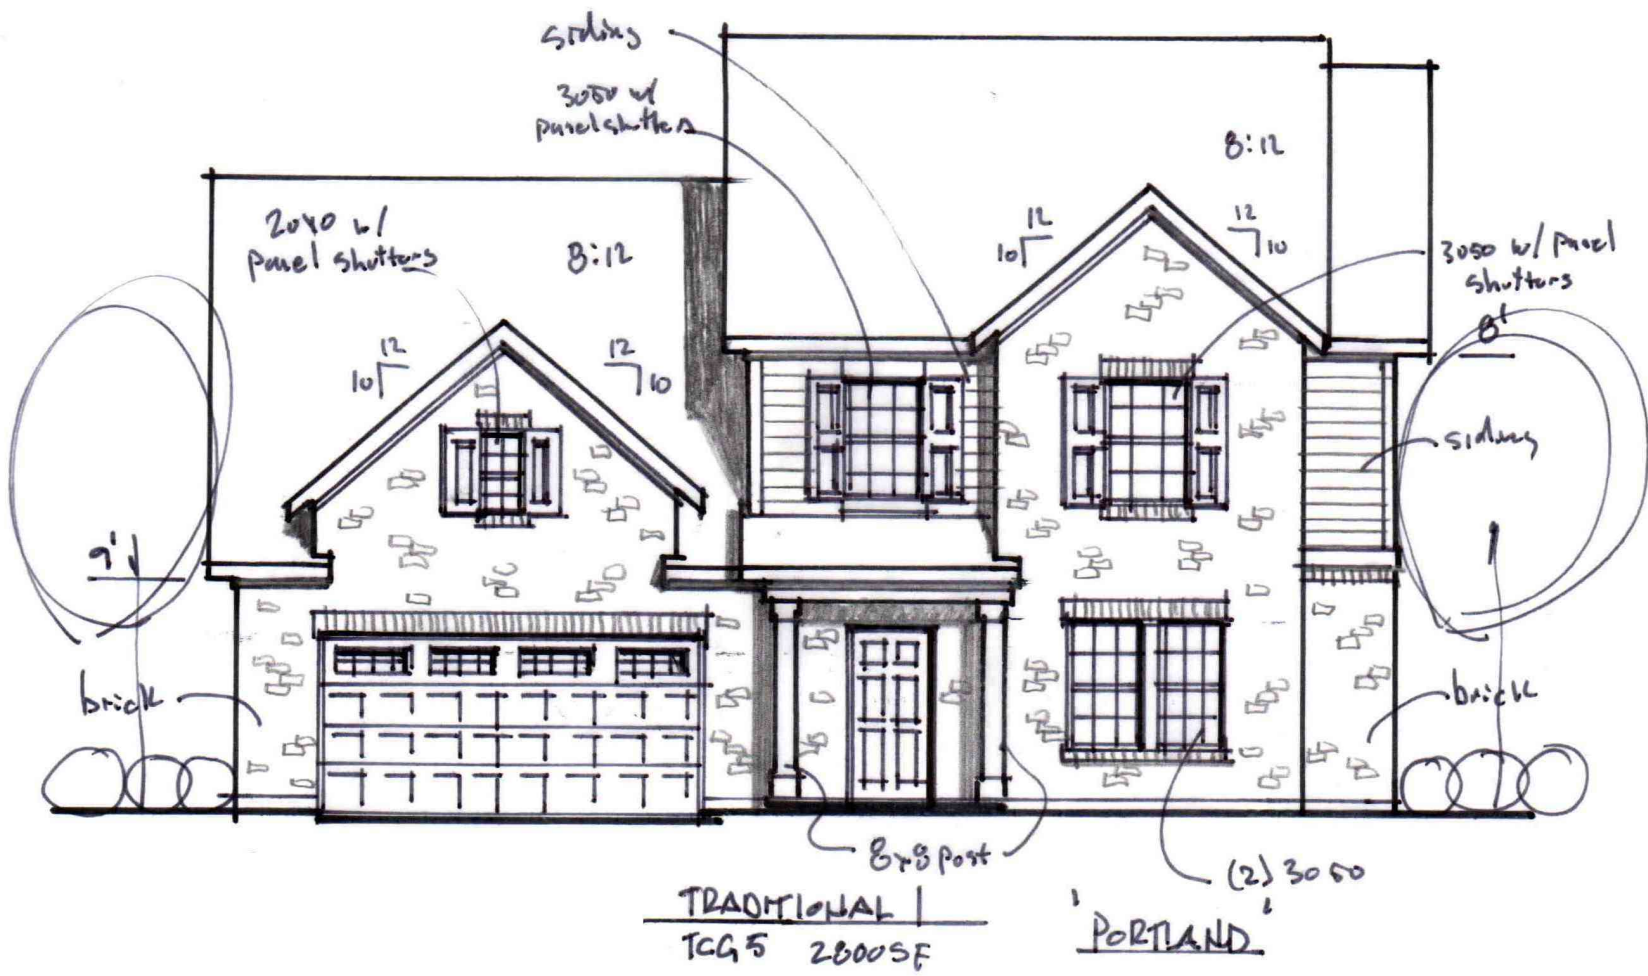 siding
3050 w/
panel shutters
8:12
2040 w/
panel shutters
8:12
12
10
12
10
12
10
12
10
3050 w/ panel
shutters
8'
siding
9'
brick
brick
8x8 post
(2) 3050
TRADITIONAL 1
'PORTLAND'
TCG5 2800SF